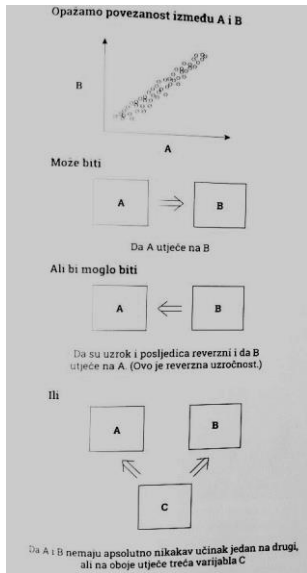 Opažamo povezanost između A i B
B
A
Može biti
A
B
Da A utječe na B
Ali bi moglo biti
A
B
Da su uzrok i posljedica reverzni i da B
utječe na A. (Ovo je reverzna uzročnost.)
Ili
A
B
C
Da A i B nemaju apsolutno nikakav učinak jedan na drugi,
ali na oboje utječe treća varijabla C